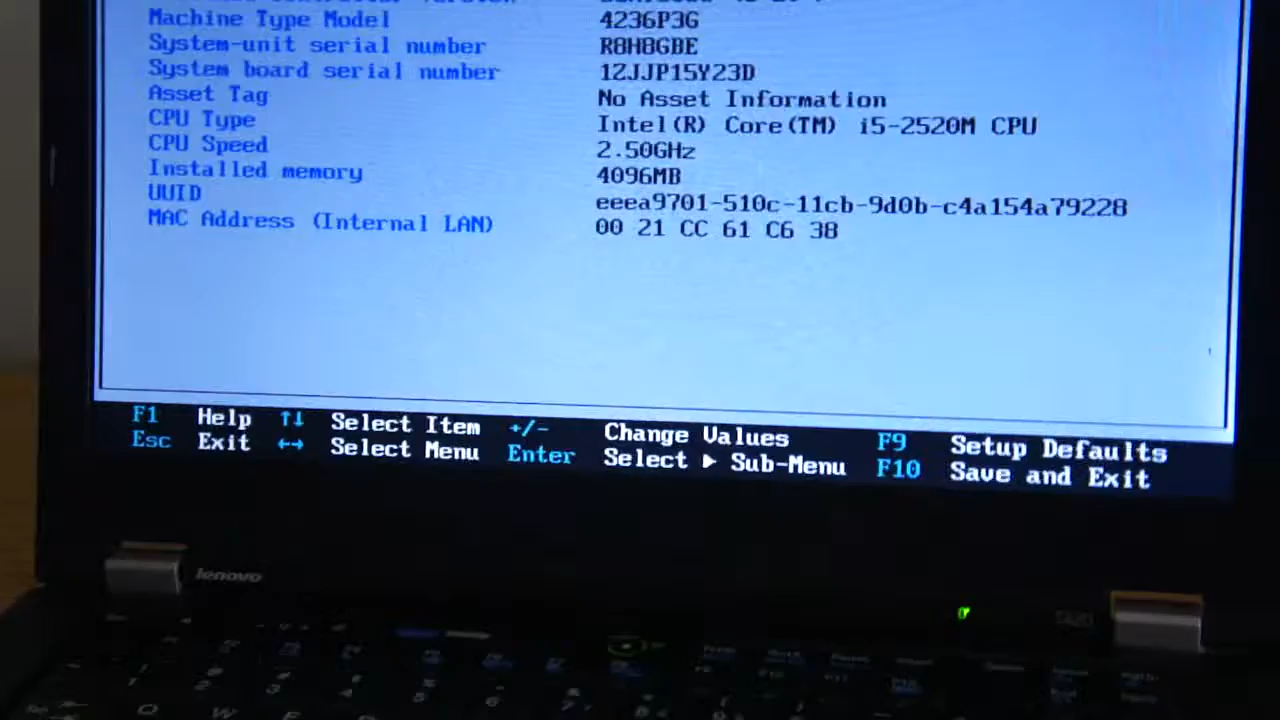 Machine Type Model 4236P3G
System-unit serial number R8H8GBE
System board serial number 1ZJJP15Y23D
Asset Tag No Asset Information
CPU Type Intel(R) Core(TM) i5-2520M CPU
CPU Speed 2.50GHz
Installed memory 4096MB
UUID eeea9701-510c-11cb-9d0b-c4a154a79228
MAC Address (Internal LAN) 00 21 CC 61 C6 38
F1 Help ↑↓ Select Item +/- Change Values F9 Setup Defaults
Esc Exit ←→ Select Menu Enter Select ▶ Sub-Menu F10 Save and Exit
lenovo